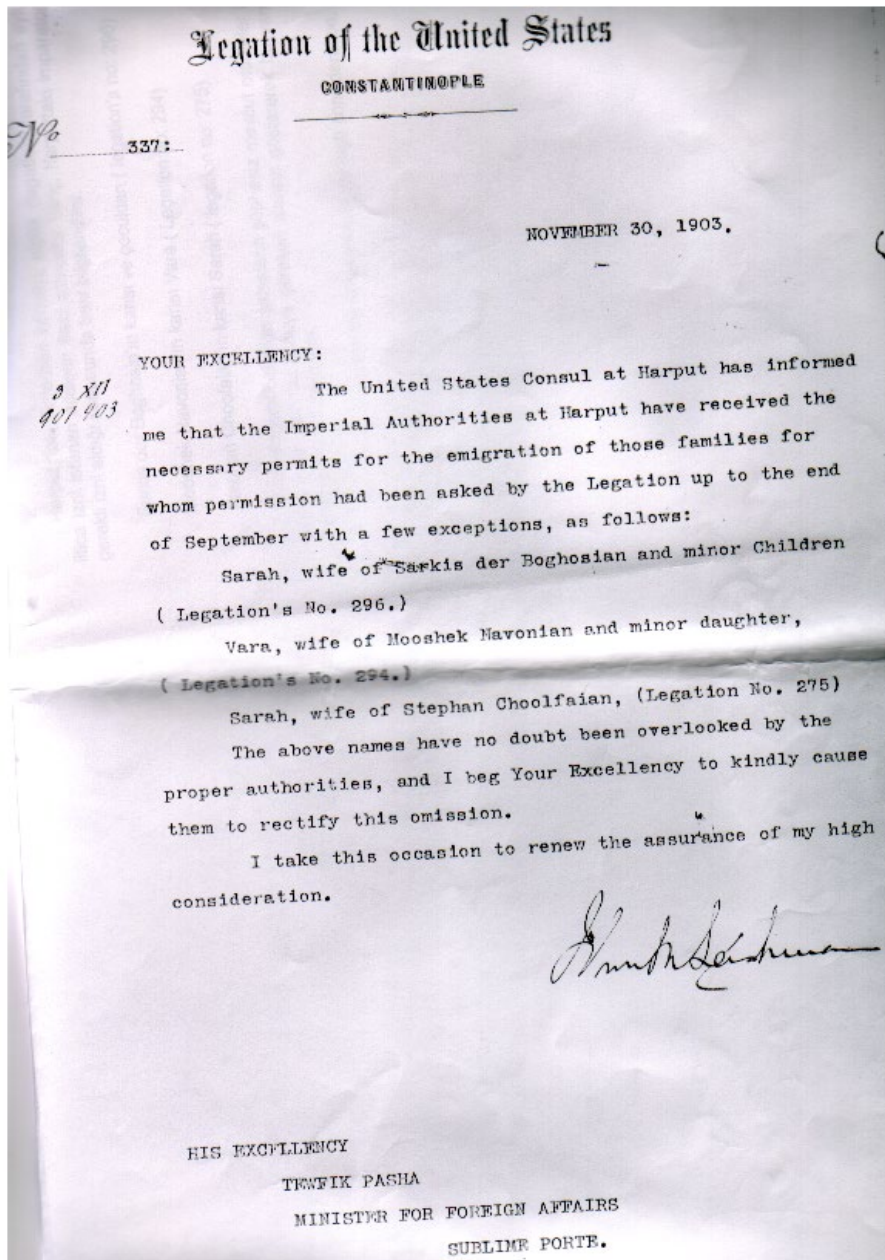 Legation of the United States
CONSTANTINOPLE
No 337:
NOVEMBER 30, 1903.
YOUR EXCELLENCY:
3 XII
901 903
The United States Consul at Harput has informed
me that the Imperial Authorities at Harput have received the
necessary permits for the emigration of those families for
whom permission had been asked by the Legation up to the end
of September with a few exceptions, as follows:
Sarah, wife of Sarkis der Boghosian and minor Children
( Legation's No. 296.)
Vara, wife of Mooshek Navonian and minor daughter,
( Legation's No. 294.)
Sarah, wife of Stephan Choolfaian, (Legation No. 275)
The above names have no doubt been overlooked by the
proper authorities, and I beg Your Excellency to kindly cause
them to rectify this omission.
I take this occasion to renew the assurance of my high
consideration.
HIS EXCELLENCY
TEWFIK PASHA
MINISTER FOR FOREIGN AFFAIRS
SUBLIME PORTE.